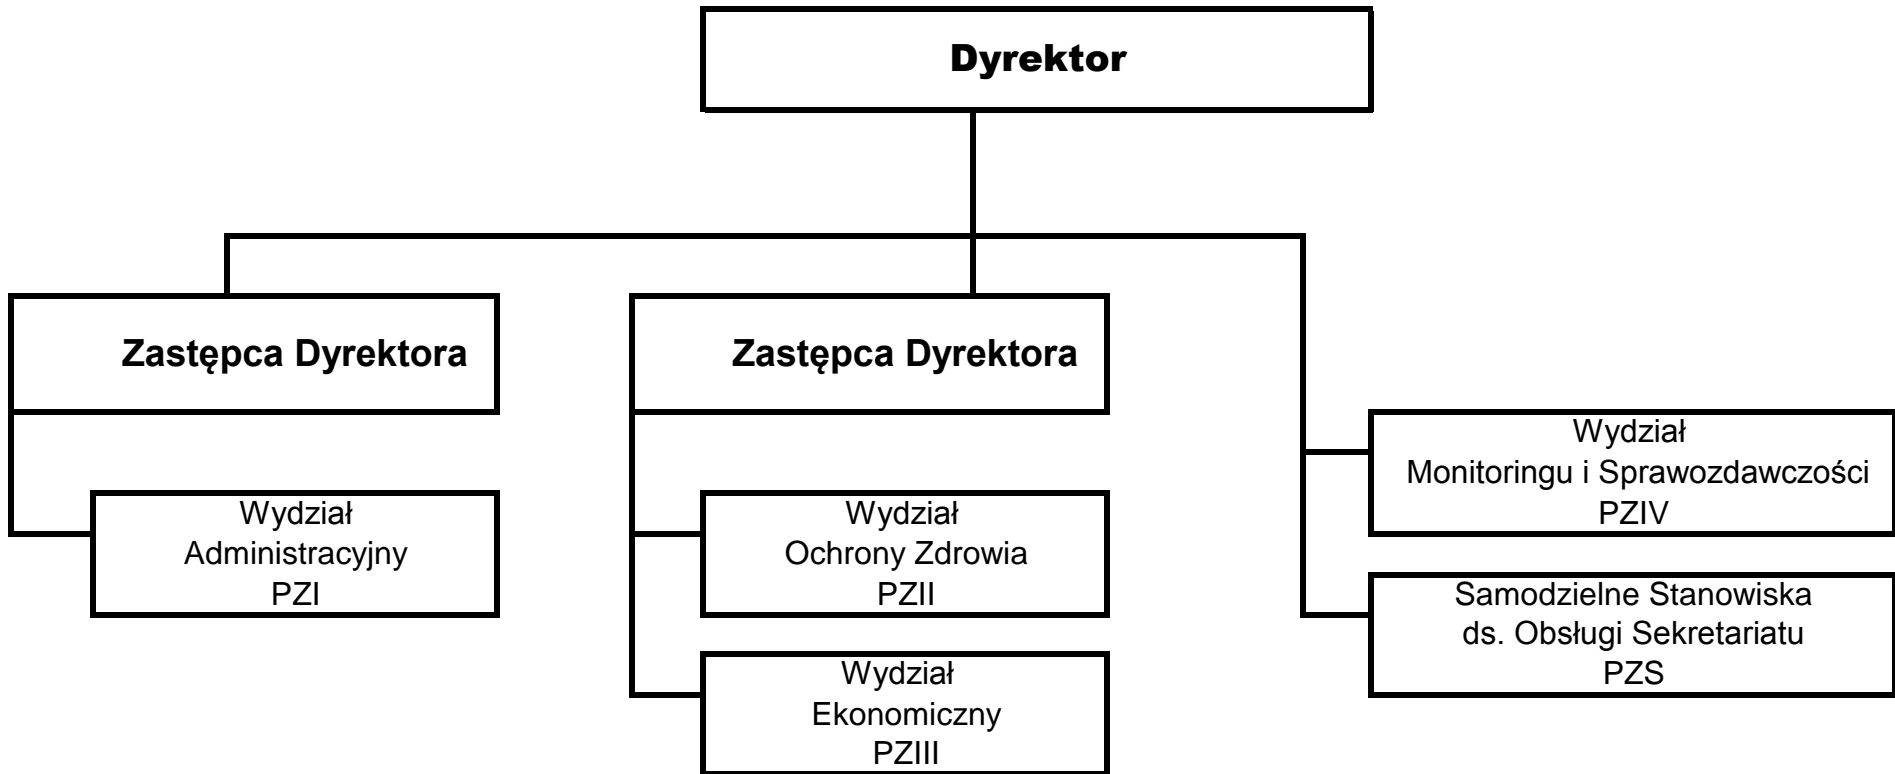 Dyrektor
Zastępca Dyrektora
Zastępca Dyrektora
Wydział
Administracyjny
PZI
Wydział
Ochrony Zdrowia
PZII
Wydział
Ekonomiczny
PZIII
Wydział
Monitoringu i Sprawozdawczości
PZIV
Samodzielne Stanowiska
ds. Obsługi Sekretariatu
PZS